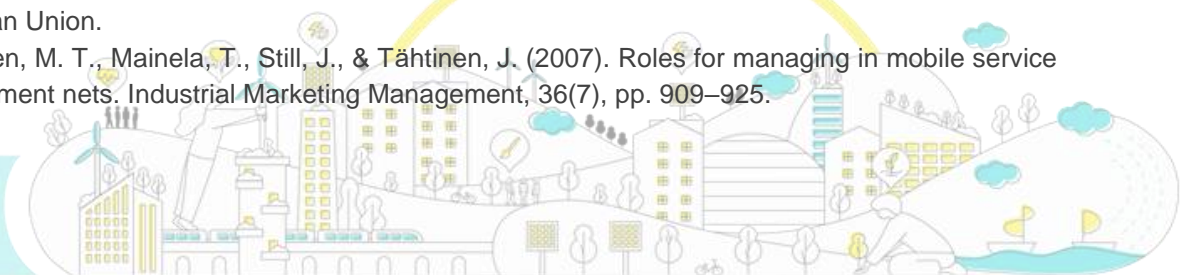 an Union.
en, M. T., Mainela, T., Still, J., & Tähtinen, J. (2007). Roles for managing in mobile service
ment nets. Industrial Marketing Management, 36(7), pp. 909–925.